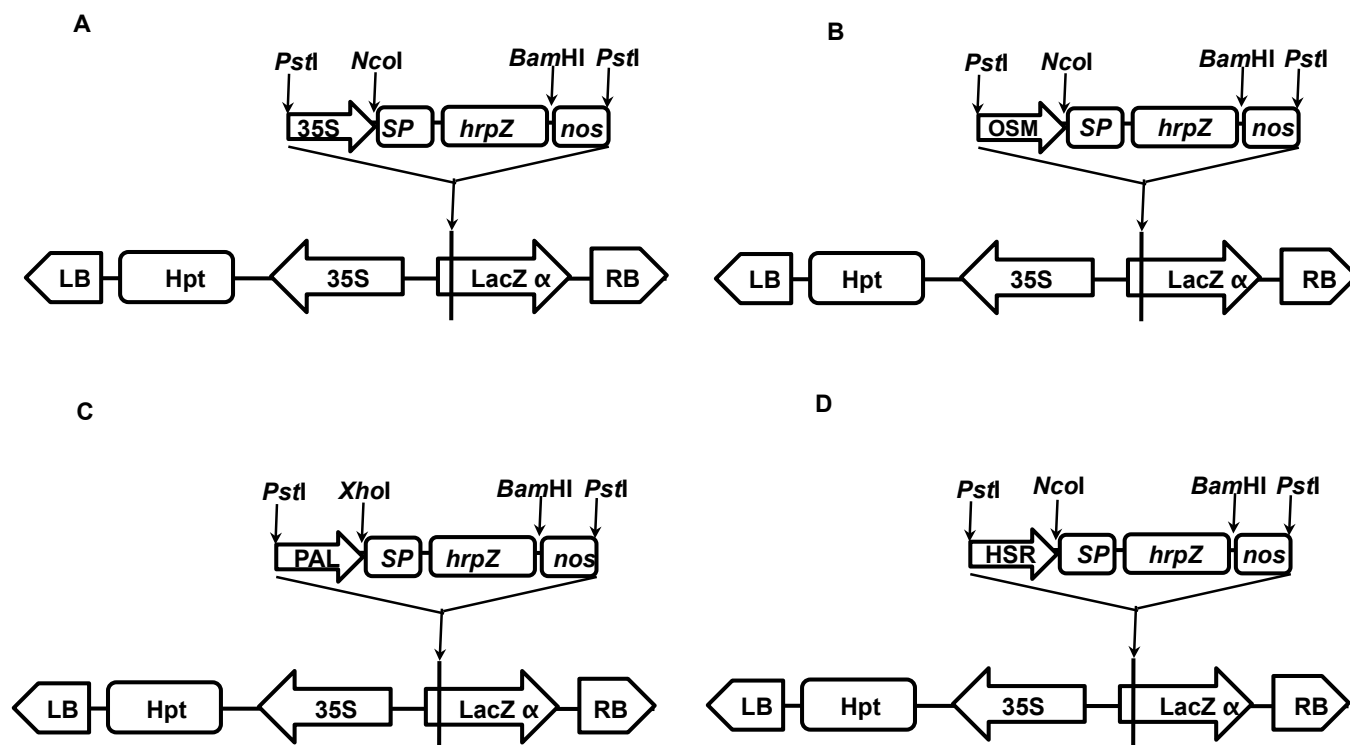 A
PstI NcoI BamHI PstI
35S SP hrpZ nos
LB Hpt 35S LacZ α RB
B
PstI NcoI BamHI PstI
OSM SP hrpZ nos
LB Hpt 35S LacZ α RB
C
PstI XhoI BamHI PstI
PAL SP hrpZ nos
LB Hpt 35S LacZ α RB
D
PstI NcoI BamHI PstI
HSR SP hrpZ nos
LB Hpt 35S LacZ α RB